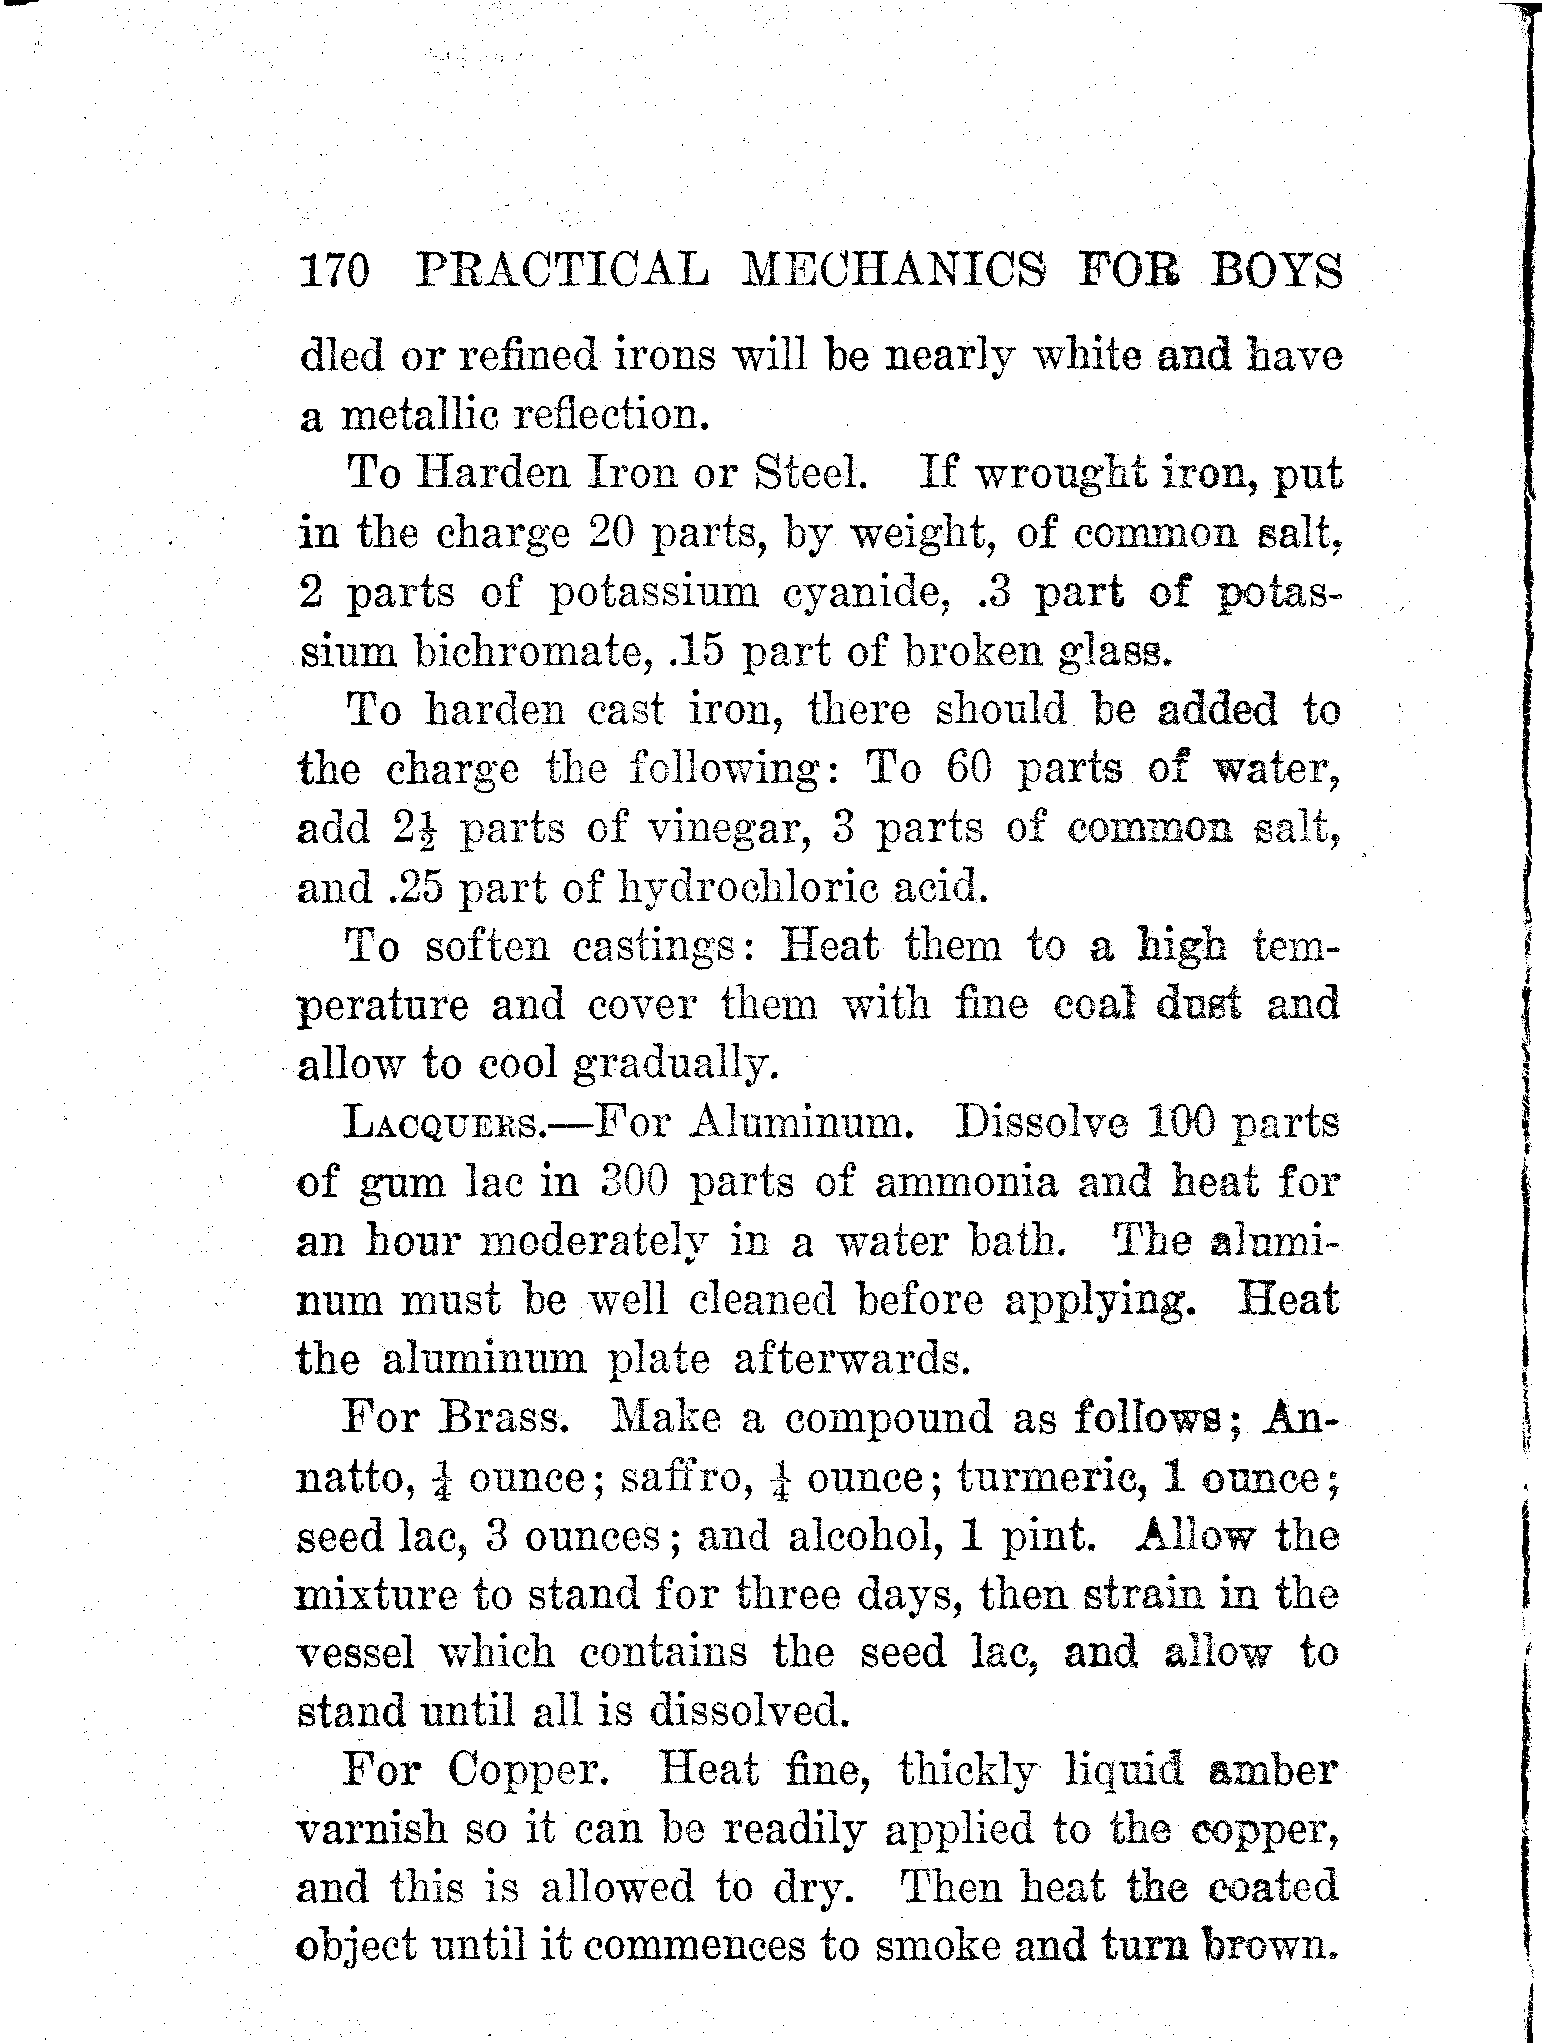 170 PRACTICAL MECHANICS FOR BOYS
dled or refined irons will be nearly white and have
a metallic reflection.
To Harden Iron or Steel. If wrought iron, put
in the charge 20 parts, by weight, of common salt,
2 parts of potassium cyanide, .3 part of potas-
sium bichromate, .15 part of broken glass.
To harden cast iron, there should be added to
the charge the following: To 60 parts of water,
add 2½ parts of vinegar, 3 parts of common salt,
and .25 part of hydrochloric acid.
To soften castings: Heat them to a high tem-
perature and cover them with fine coal dust and
allow to cool gradually.
LACQUERS.—For Aluminum. Dissolve 100 parts
of gum lac in 300 parts of ammonia and heat for
an hour moderately in a water bath. The alumi-
num must be well cleaned before applying. Heat
the aluminum plate afterwards.
For Brass. Make a compound as follows; An-
natto, ¼ ounce; saffro, ¼ ounce; turmeric, 1 ounce;
seed lac, 3 ounces; and alcohol, 1 pint. Allow the
mixture to stand for three days, then strain in the
vessel which contains the seed lac, and allow to
stand until all is dissolved.
For Copper. Heat fine, thickly liquid amber
varnish so it can be readily applied to the copper,
and this is allowed to dry. Then heat the coated
object until it commences to smoke and turn brown.